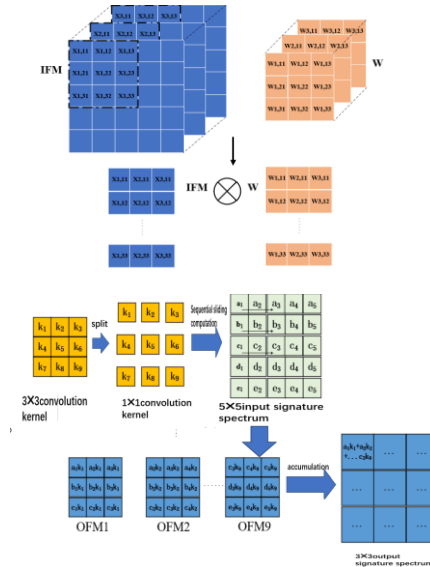 X3,11 X3,12 X3,13
X2,11 X2,12 X2,13
X1,11 X1,12 X1,13
X1,21 X1,22 X1,23
X1,31 X1,32 X1,33
IFM
W3,11 W3,12 W3,13
W2,11 W2,12 W2,13
W1,11 W1,12 W1,13
W1,21 W1,22 W1,23
W1,31 W1,32 W1,33
W
X1,11 X2,11 X3,11
X1,12 X2,12 X3,12
X1,33 X2,33 X3,33
IFM W
W1,11 W2,11 W3,11
W1,12 W2,12 W3,12
W1,33 W2,33 W3,33
k1 k2 k3
k4 k5 k6
k7 k8 k9
3×3convolution
kernel
split
k1 k2 k3
k4 k5 k6
k7 k8 k9
1×1convolution
kernel
Sequential sliding
computation
a1 a2 a3 a4 a5
b1 b2 b3 b4 b5
c1 c2 c3 c4 c5
d1 d2 d3 d4 d5
e1 e2 e3 e4 e5
5×5input signature
spectrum
a1k1 a2k1 a3k1
b1k1 b2k1 b3k1
c1k1 c2k1 c3k1
OFM1
a2k2 a3k2 a4k2
b2k2 b3k2 b4k2
c2k2 c3k2 c4k2
OFM2
c3k9 c4k9 c5k9
d3k9 d4k9 d5k9
e3k9 e4k9 e5k9
OFM9
accumulation
a1k1+a2k2
... c3k9 ... ...
... ... ...
... ... ...
3×3output
signature spectrum